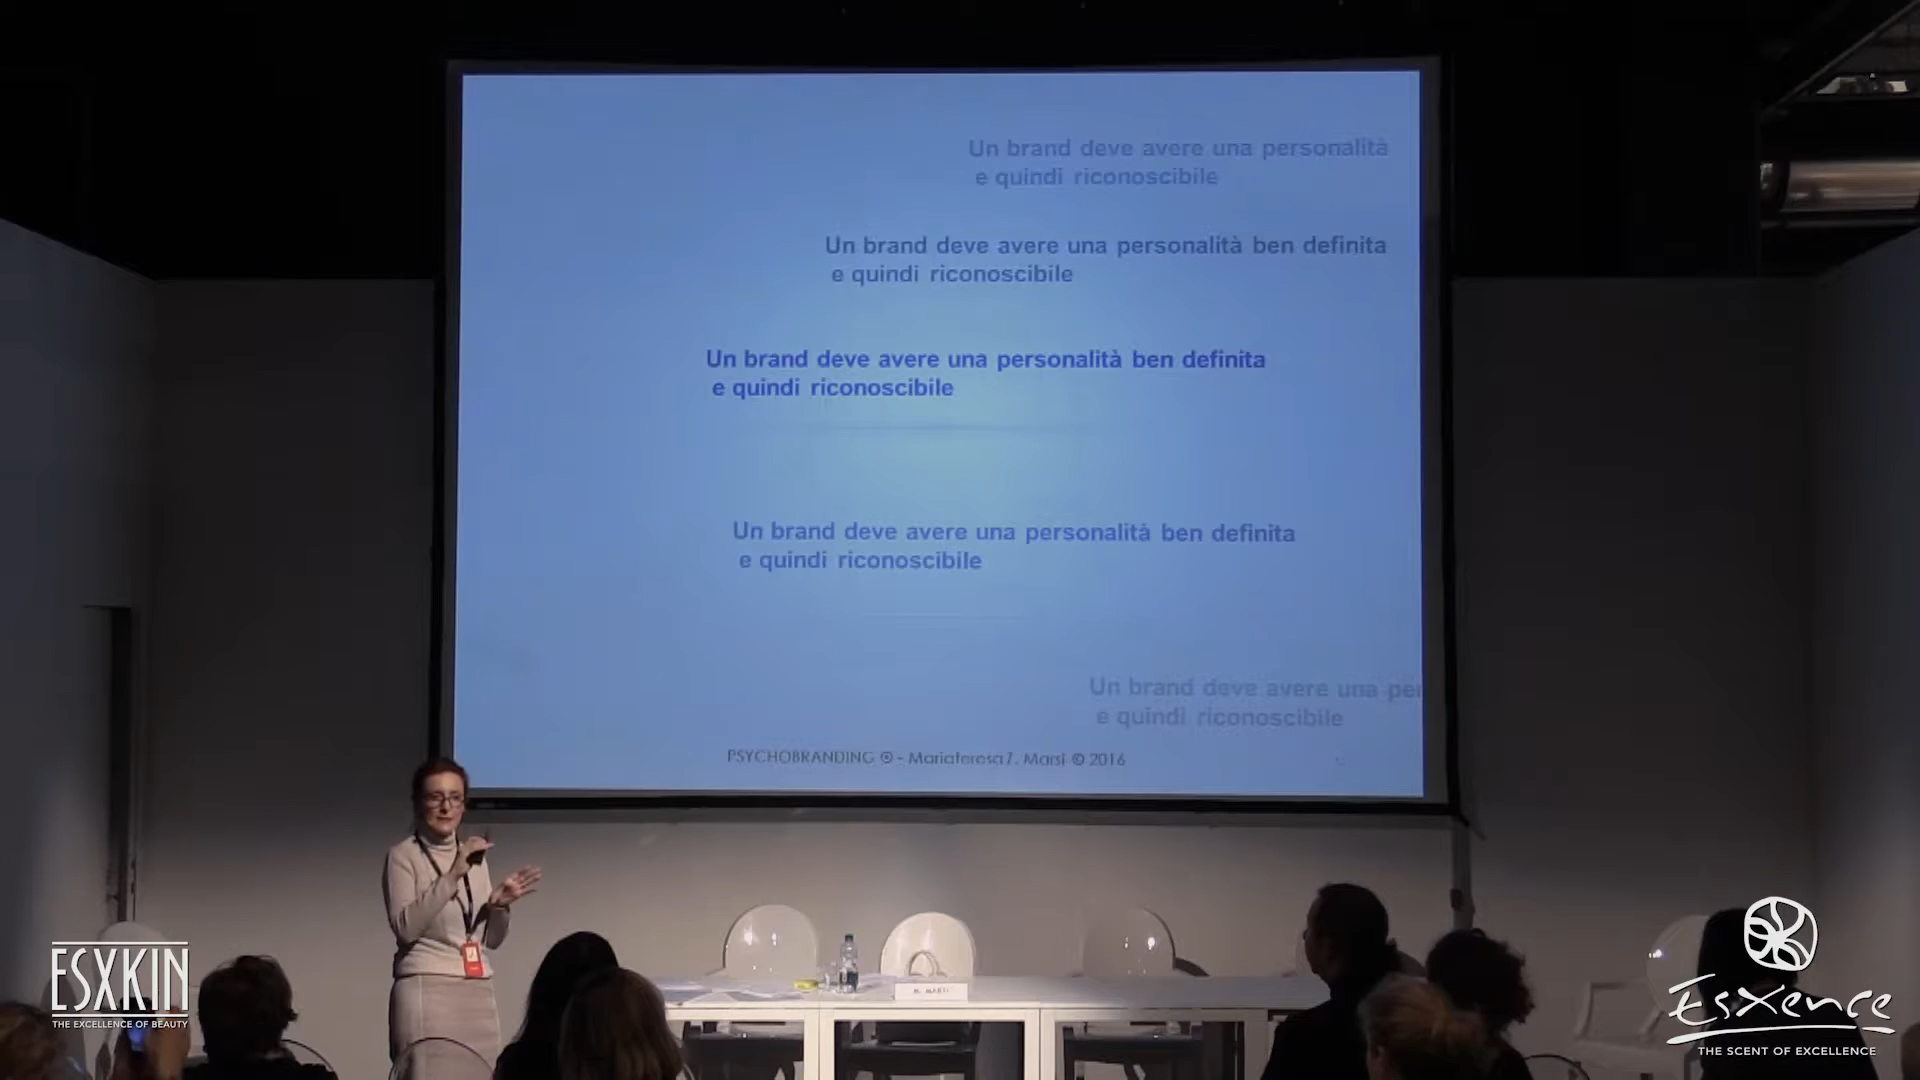 Un brand deve avere una personalità
e quindi riconoscibile
Un brand deve avere una personalità ben definita
e quindi riconoscibile
Un brand deve avere una personalità ben definita
e quindi riconoscibile
Un brand deve avere una personalità ben definita
e quindi riconoscibile
Un brand deve avere una per
e quindi riconoscibile
PSYCHOBRANDING ® - Mariateresa Z. Marsi © 2016
ESXKIN
THE EXCELLENCE OF BEAUTY
EsXence
THE SCENT OF EXCELLENCE